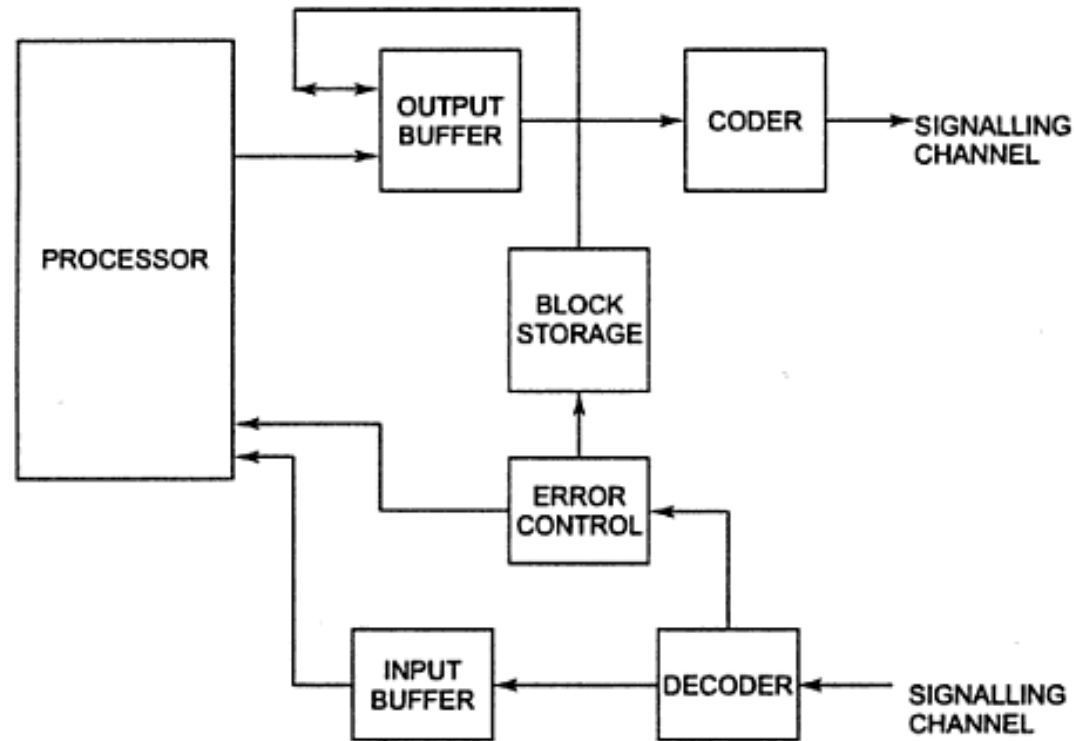 OUTPUT
BUFFER
CODER
SIGNALLING
CHANNEL
PROCESSOR
BLOCK
STORAGE
ERROR
CONTROL
INPUT
BUFFER
DECODER
SIGNALLING
CHANNEL